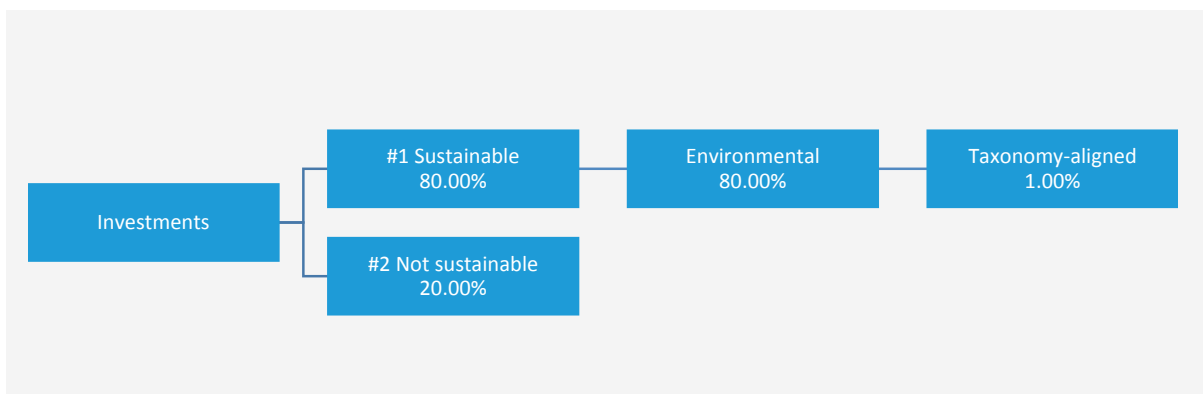 Investments
#1 Sustainable
80.00%
Environmental
80.00%
Taxonomy-aligned
1.00%
#2 Not sustainable
20.00%